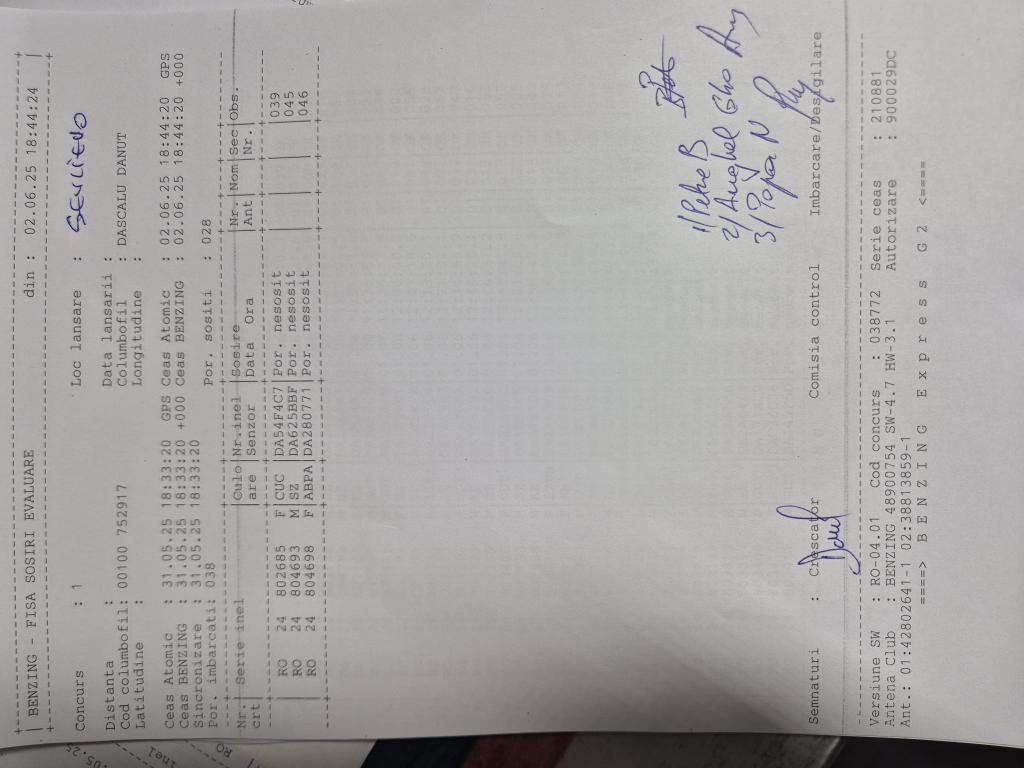 BENZING - FISA SOSIRI EVALUARE din : 02.06.25 18:44:24
Concurs : 1 Loc lansare : SEVLIEVO
Distanta : Data lansarii :
Cod columbofil: 00100 752917 Columbofil : DASCALU DANUT
Latitudine : Longitudine :
Ceas Atomic : 31.05.25 18:33:20 GPS Ceas Atomic : 02.06.25 18:44:20 GPS
Ceas BENZING : 31.05.25 18:33:20 +000 Ceas BENZING : 02.06.25 18:44:20 +000
Sincronizare : 31.05.25 18:33:20
Por. imbarcati: 038 Por. sositi : 028
Nr. Serie inel |Culo|Nr.inel |Sosire |Nr.|Nom|Sec|Obs.
crt| |are |Senzor |Data Ora |Ant| |Nr.|
RO 24 802685 F|CUC |DA54F4C7|Por. nesosit | | | |039
RO 24 804693 M|SZ |DA625BBF|Por. nesosit | | | |045
RO 24 804698 F|ABPA|DA280771|Por. nesosit | | | |046
1) Petre B
2) Anghel Gho
3) Popa N
Semnaturi : Crescator Comisia control Imbarcare/Desigilare
Versiune SW : RO-04.01 Cod concurs : 038772 Serie ceas : 210881
Antena Club : BENZING 48900754 SW-4.7 HW-3.1 Autorizare : 900029DC
Ant.: 01:42802641-1 02:38813859-1
====> B E N Z I N G E x p r e s s G 2 <====
05.25
inel
RO